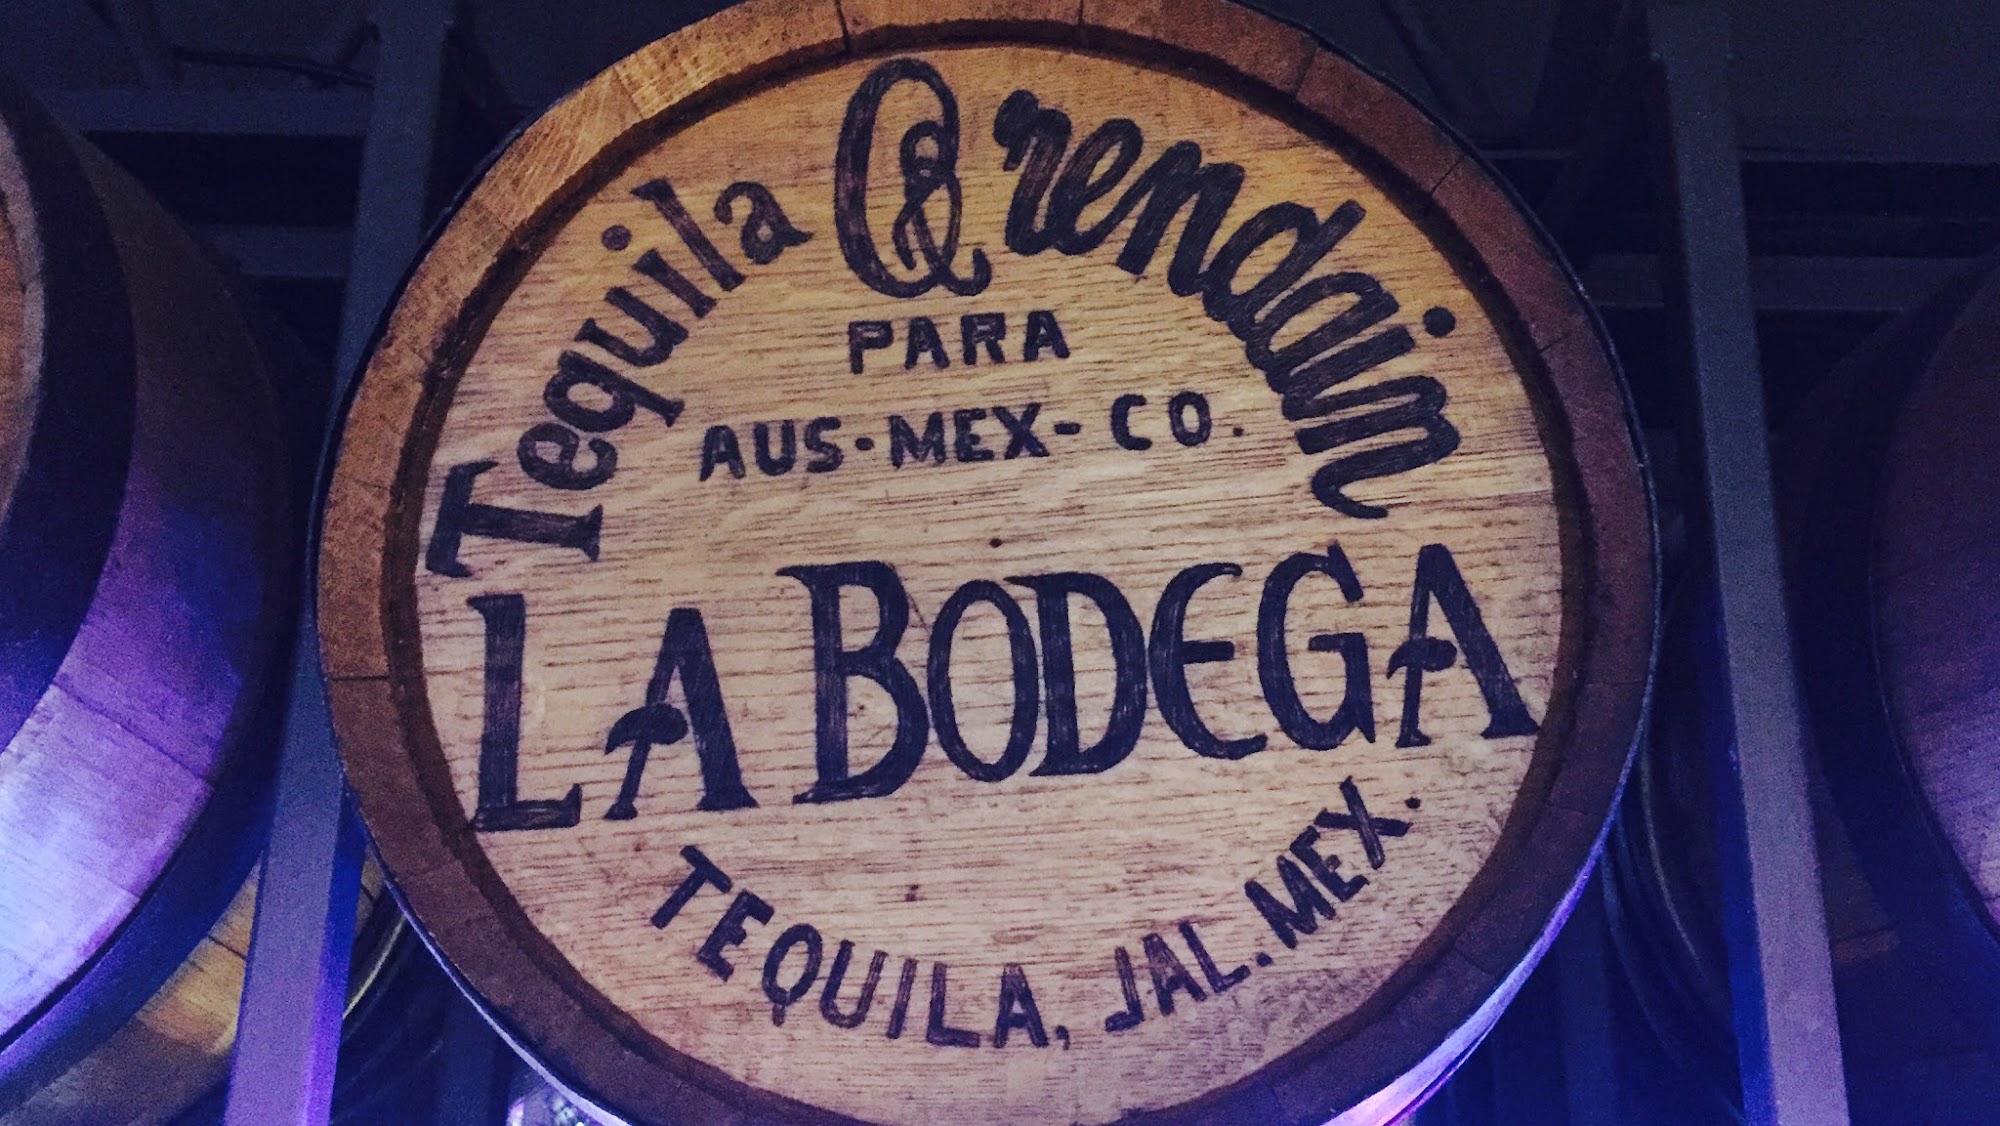 Tequila Orendain
PARA
AUS-MEX-CO.
LA BODEGA
TEQUILA, JAL. MEX.